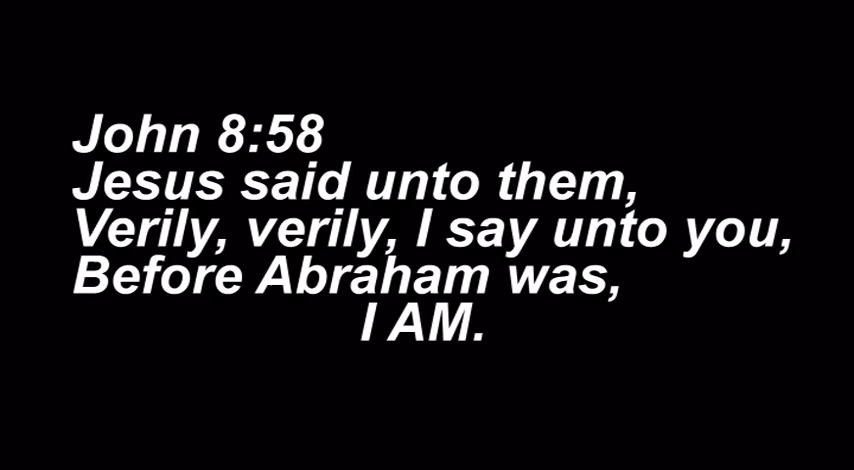 John 8:58
Jesus said unto them,
Verily, verily, I say unto you,
Before Abraham was,
I AM.